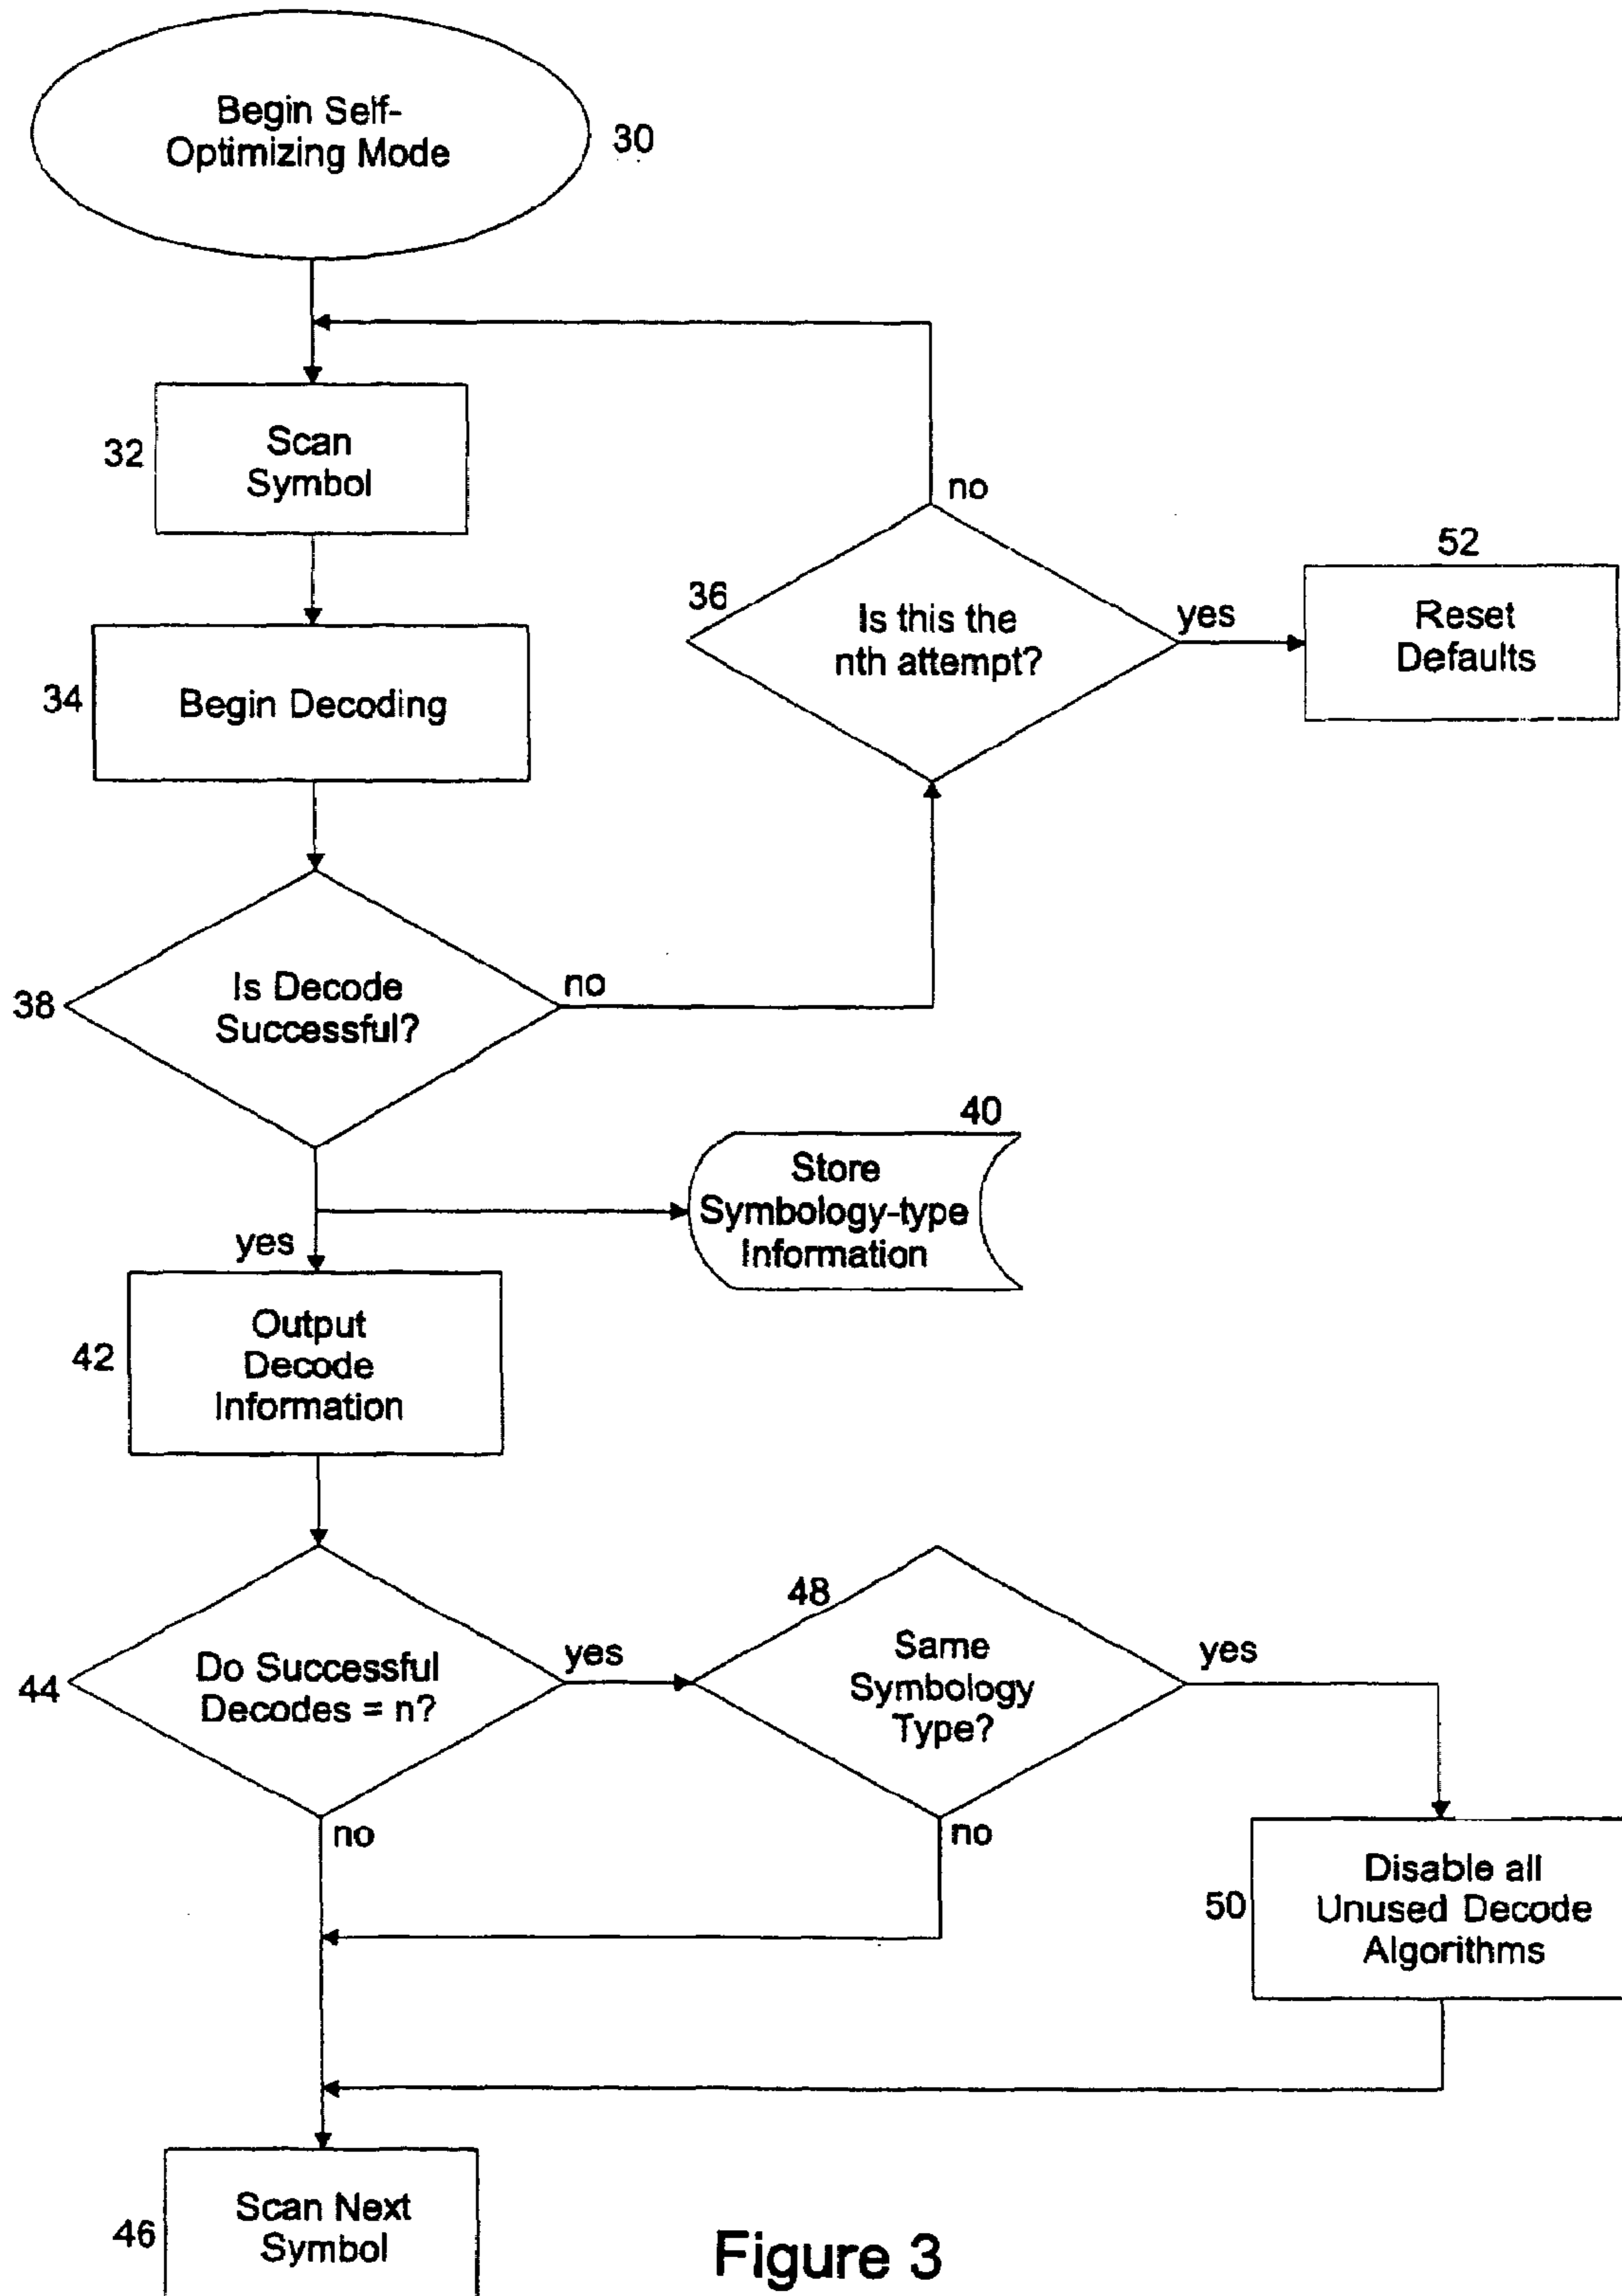 Begin Self-
Optimizing Mode
30
32
Scan
Symbol
no
36
Is this the
nth attempt?
yes
52
Reset
Defaults
34
Begin Decoding
38
Is Decode
Successful?
no
40
Store
Symbology-type
Information
yes
42
Output
Decode
Information
44
Do Successful
Decodes = n?
yes
48
Same
Symbology
Type?
yes
no
no
50
Disable all
Unused Decode
Algorithms
46
Scan Next
Symbol
Figure 3